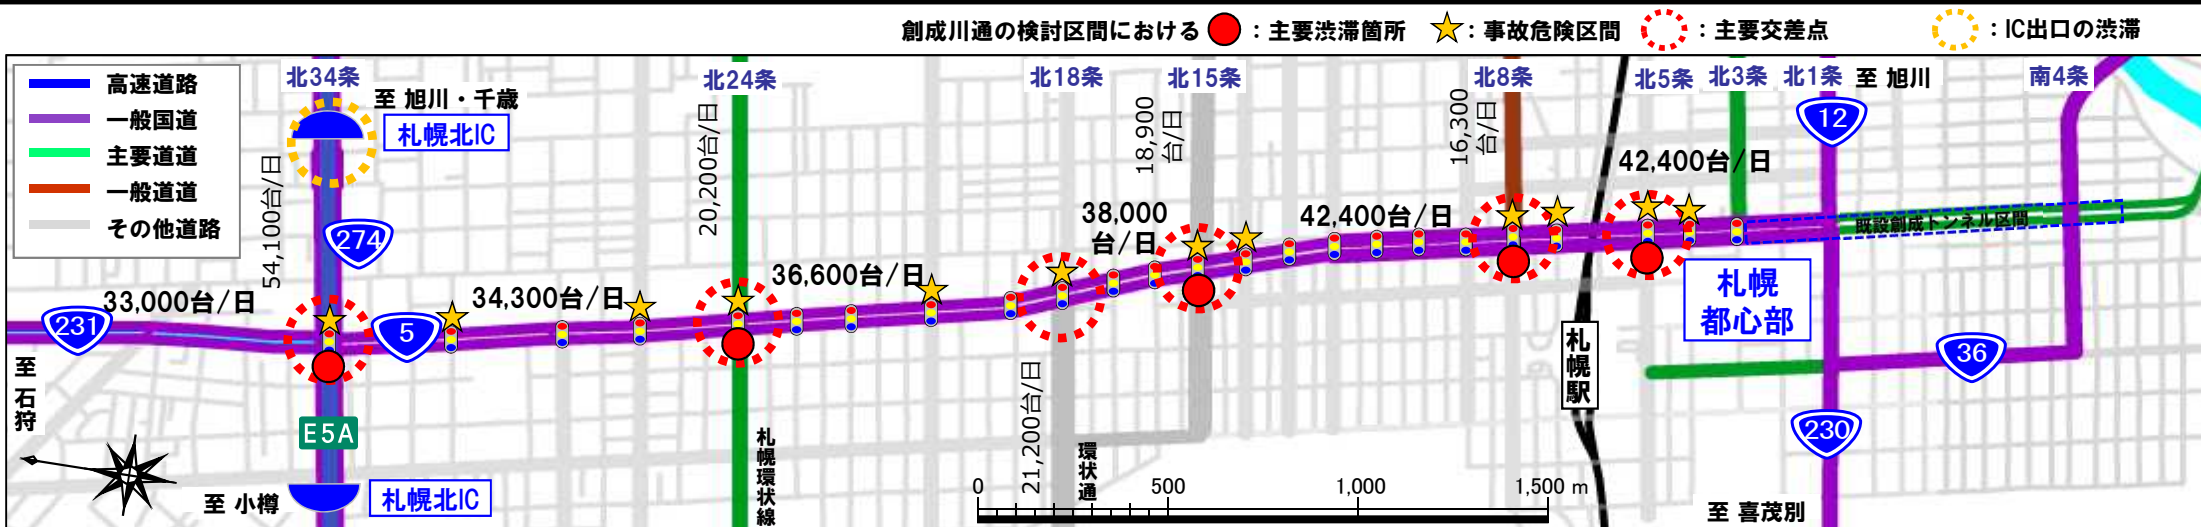 創成川通の検討区間における ：主要渋滞箇所 ：事故危険区間 ：主要交差点 ：IC出口の渋滞
高速道路
一般国道
主要道道
一般道道
その他道路
北34条
北24条
北18条
北15条
北8条
北5条
北3条
北1条
至 旭川
南4条
至 旭川・千歳
札幌北IC
54,100台/日
274
20,200台/日
18,900
台/日
16,300
台/日
12
42,400台/日
38,000
台/日
42,400台/日
既設創成トンネル区間
36,600台/日
34,300台/日
33,000台/日
231
5
札幌
都心部
36
至 石狩
E5A
札幌駅
230
21,200台/日
環状通
札幌環状線
至 小樽
札幌北IC
0 500 1,000 1,500 m
至 喜茂別